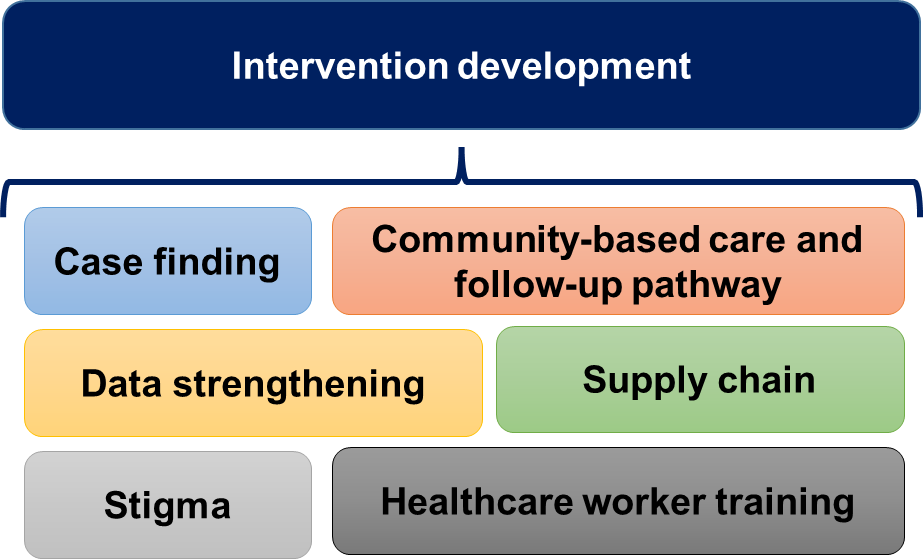 Intervention development
Case finding
Community-based care and
follow-up pathway
Data strengthening
Supply chain
Stigma
Healthcare worker training